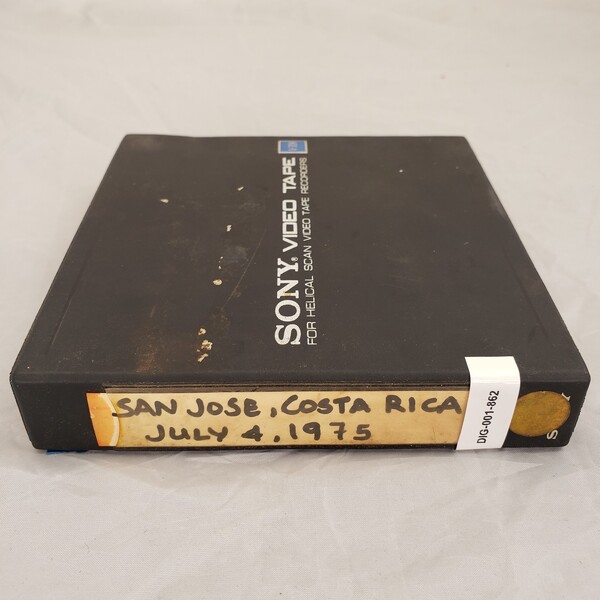 SONY® VIDEO TAPE
FOR HELICAL SCAN VIDEO TAPE RECORDERS
SAN JOSE, COSTA RICA
JULY 4, 1975
DIG-001-862